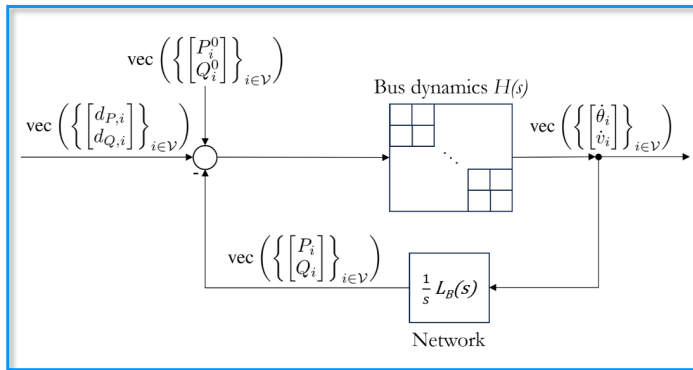 vec({[P_i^0 Q_i^0]}_{i∈𝒱})
Bus dynamics H(s)
vec({[d_{P,i} d_{Q,i}]}_{i∈𝒱})
vec({[θ̇_i v̇_i]}_{i∈𝒱})
-
⋱
⋱
vec({[P_i Q_i]}_{i∈𝒱})
1/s L_B(s)
Network